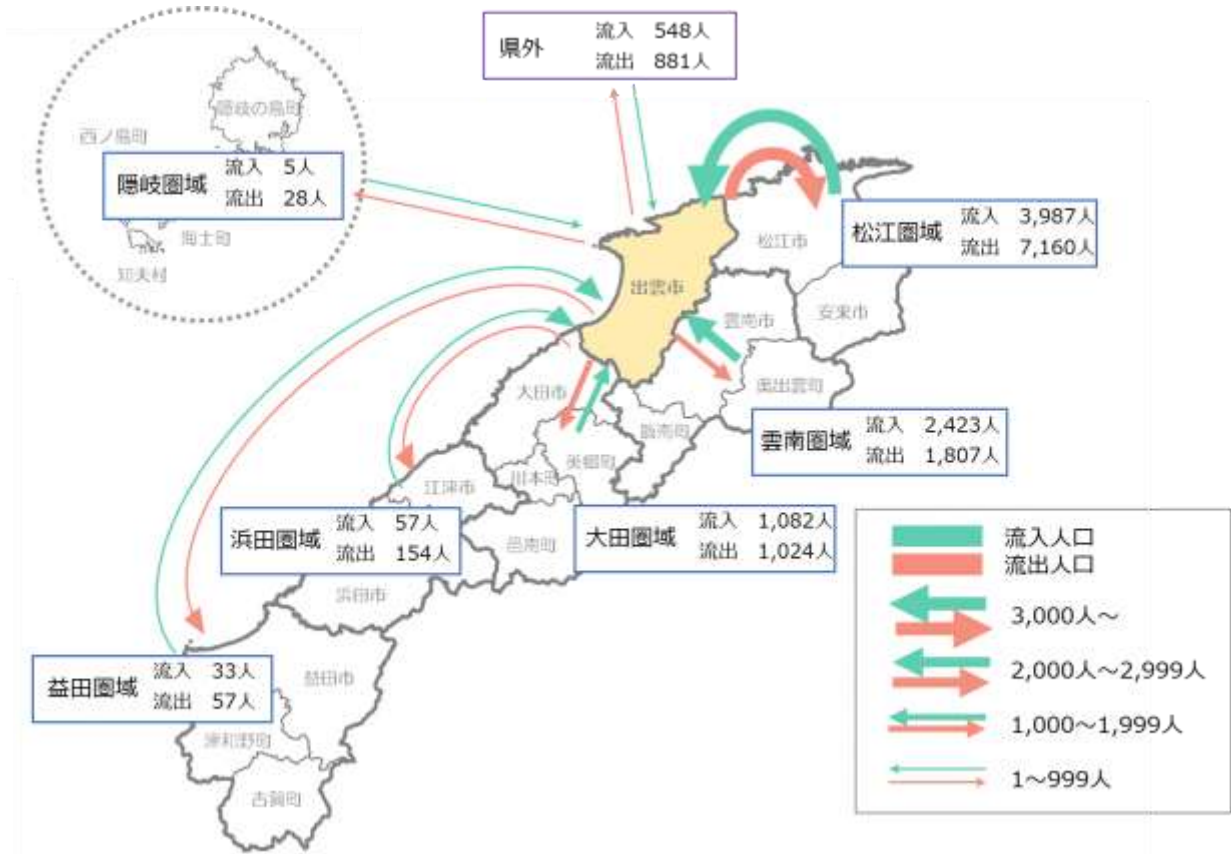 県外
流入 548人
流出 881人
隠岐の島町
西ノ島町
隠岐圏域
流入 5人
流出 28人
海士町
知夫村
松江市
松江圏域
流入 3,987人
流出 7,160人
出雲市
雲南市
安来市
奥出雲町
大田市
飯南町
雲南圏域
流入 2,423人
流出 1,807人
美郷町
川本町
江津市
浜田圏域
流入 57人
流出 154人
邑南町
大田圏域
流入 1,082人
流出 1,024人
浜田市
益田圏域
流入 33人
流出 57人
益田市
津和野町
吉賀町
流入人口
流出人口
3,000人～
2,000人～2,999人
1,000～1,999人
1～999人